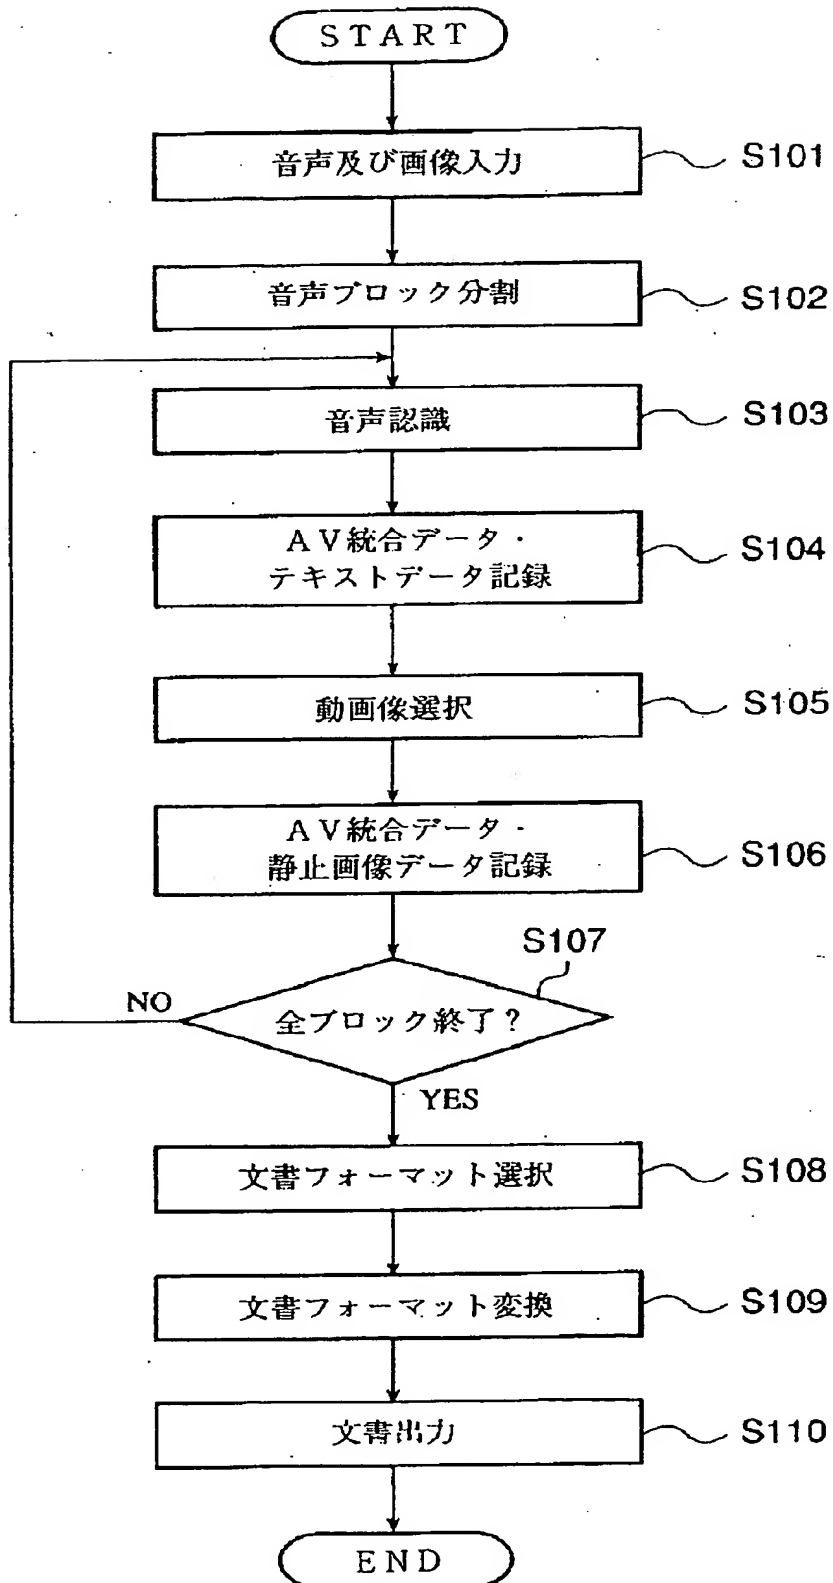 START
音声及び画像入力
S101
音声ブロック分割
S102
音声認識
S103
AV統合データ・
テキストデータ記録
S104
動画像選択
S105
AV統合データ・
静止画像データ記録
S106
S107
NO
全ブロック終了?
YES
文書フォーマット選択
S108
文書フォーマット変換
S109
文書出力
S110
END